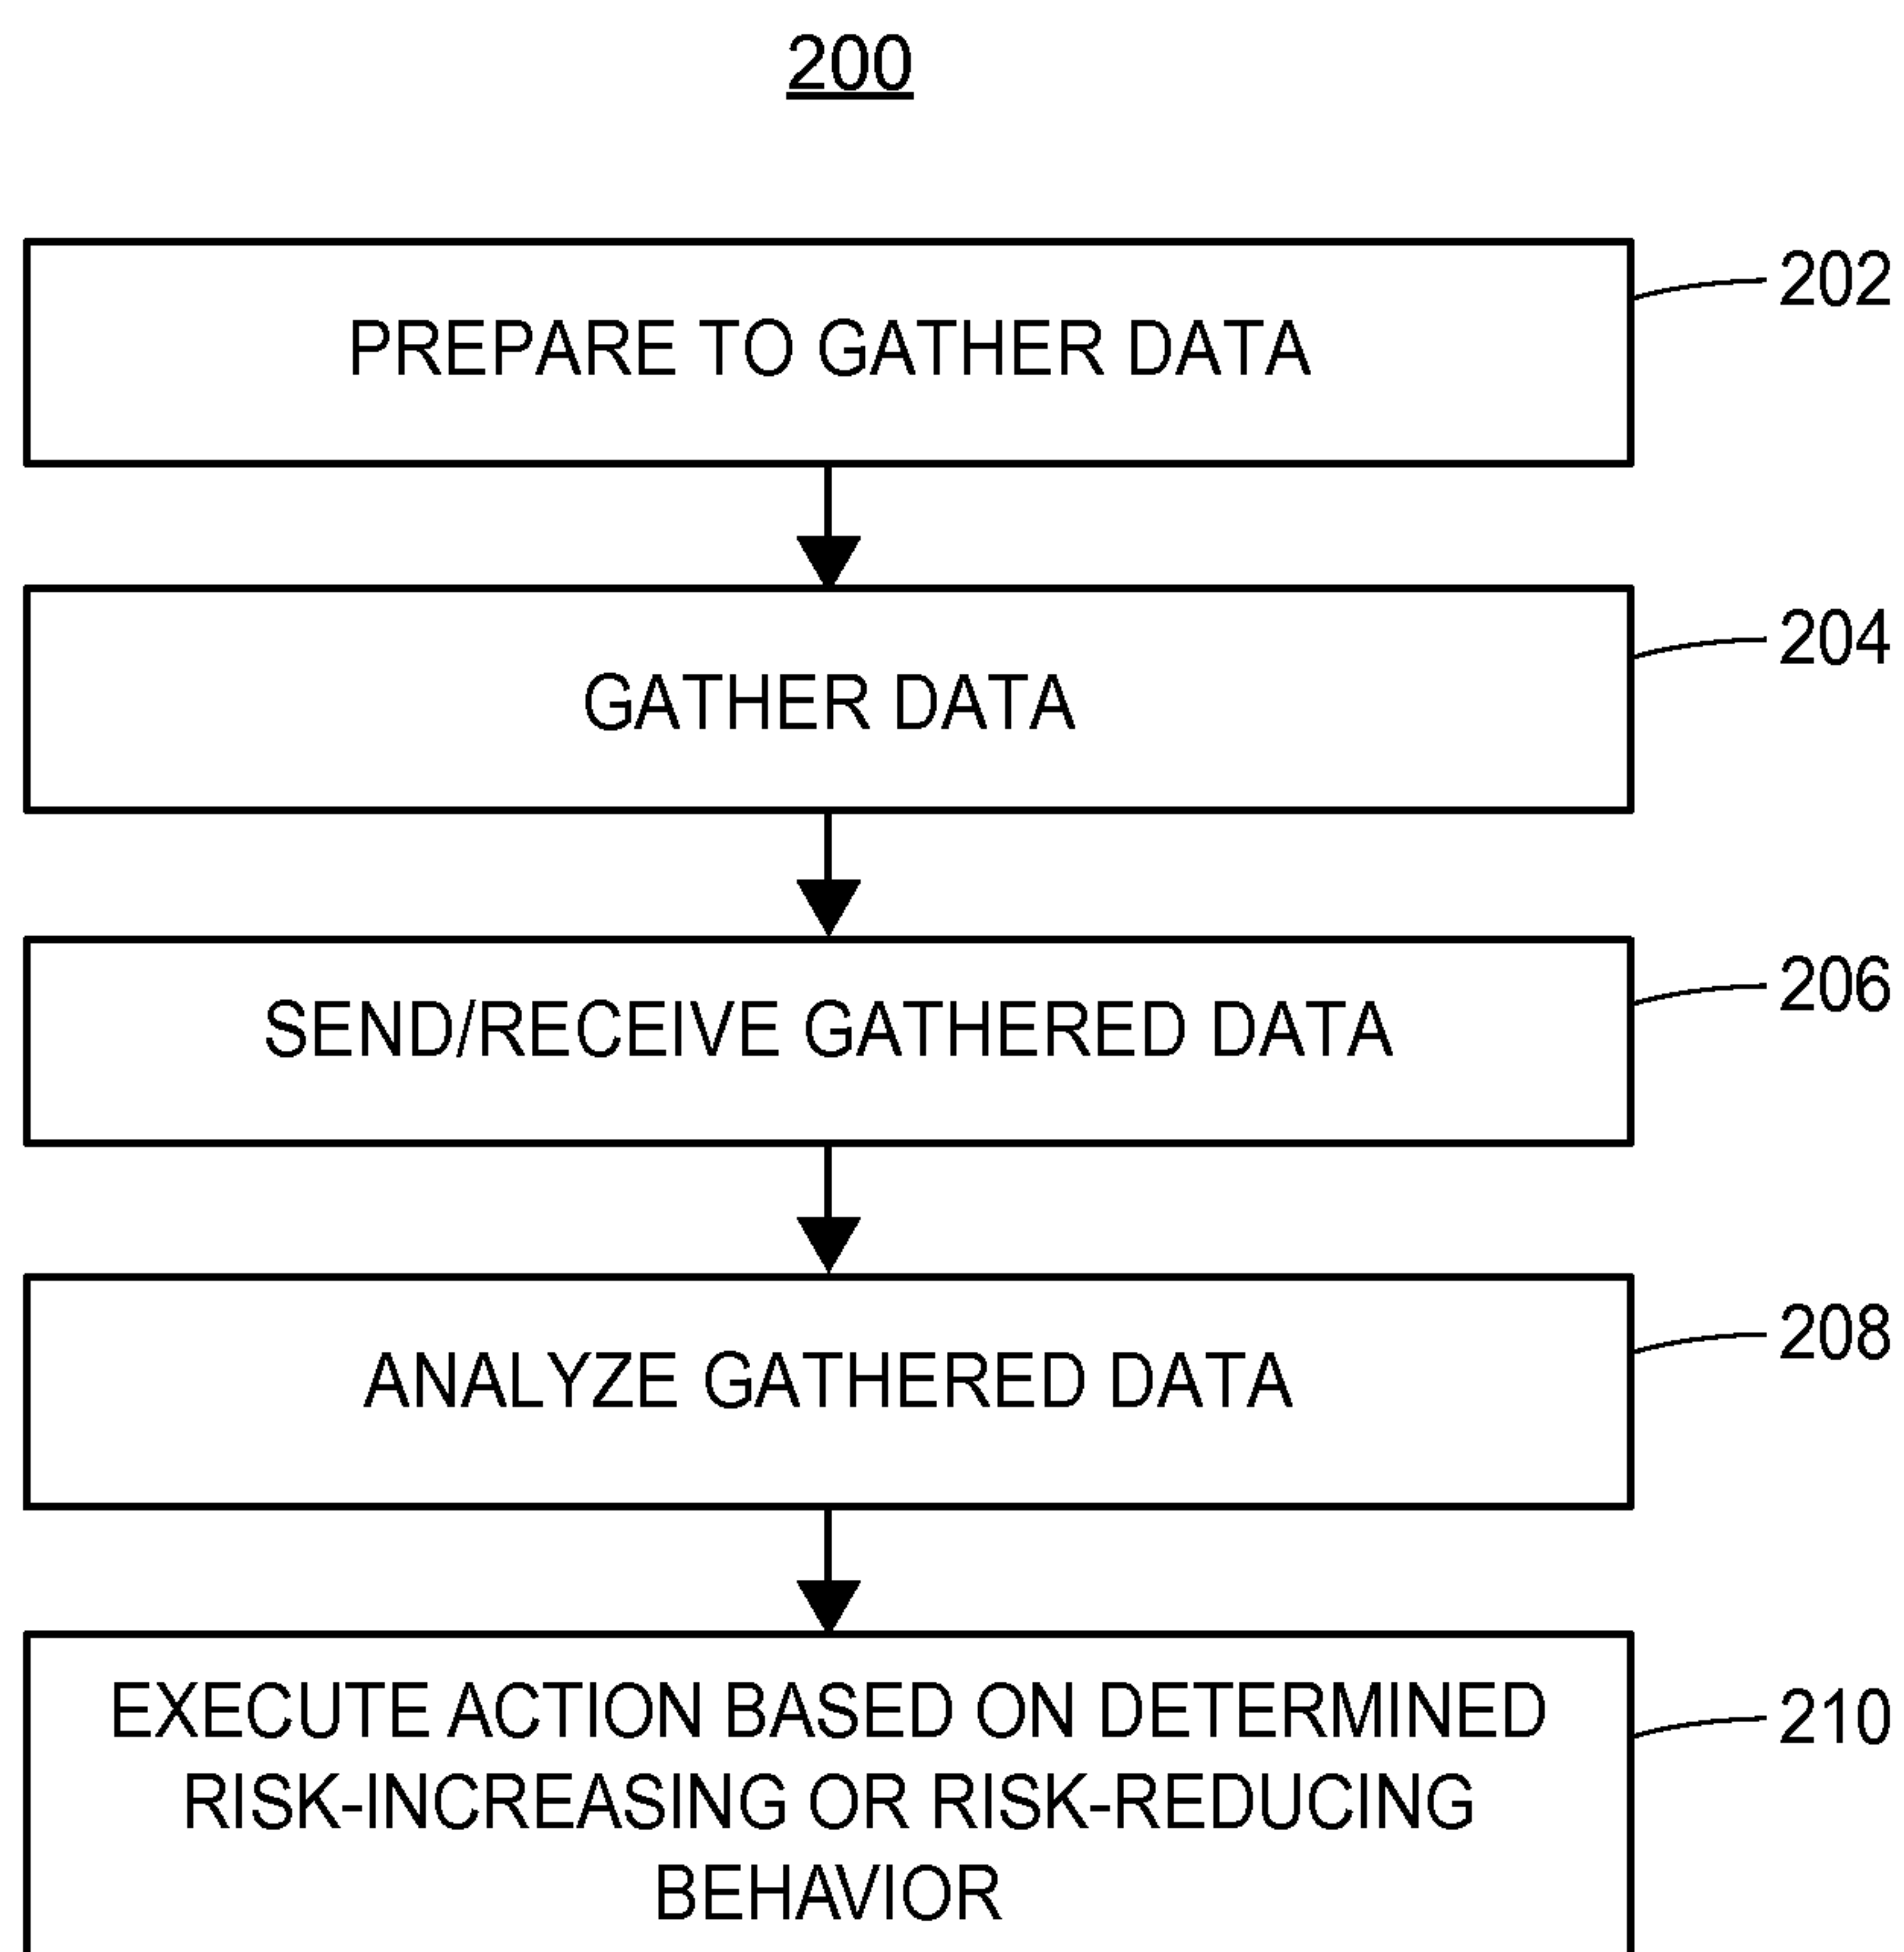 200
PREPARE TO GATHER DATA
202
GATHER DATA
204
SEND/RECEIVE GATHERED DATA
206
ANALYZE GATHERED DATA
208
EXECUTE ACTION BASED ON DETERMINED
RISK-INCREASING OR RISK-REDUCING
BEHAVIOR
210